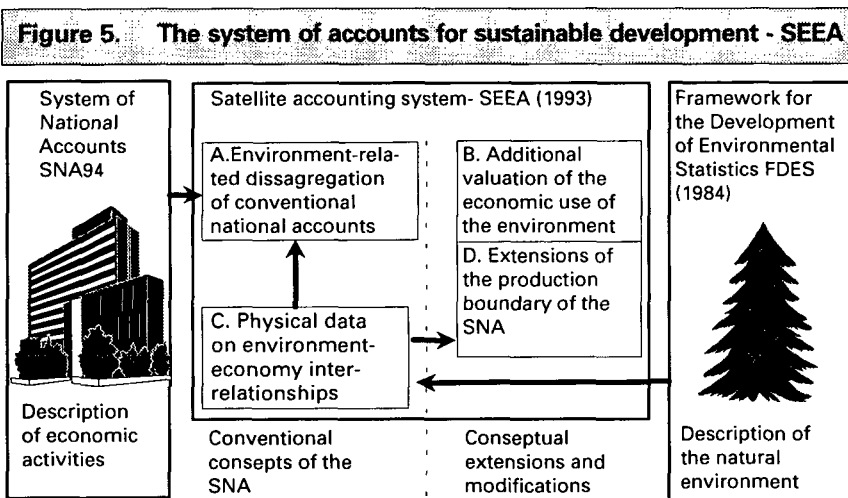 Figure 5. The system of accounts for sustainable development - SEEA
System of
National
Accounts
SNA94
Description
of economic
activities
Satellite accounting system- SEEA (1993)
A.Environment-rela-
ted dissagregation
of conventional
national accounts
B. Additional
valuation of the
economic use of
the environment
C. Physical data
on environment-
economy inter-
relationships
D. Extensions of
the production
boundary of the
SNA
Conventional
consepts of the
SNA
Conseptual
extensions and
modifications
Framework for
the Development
of Environmental
Statistics FDES
(1984)
Description of
the natural
environment